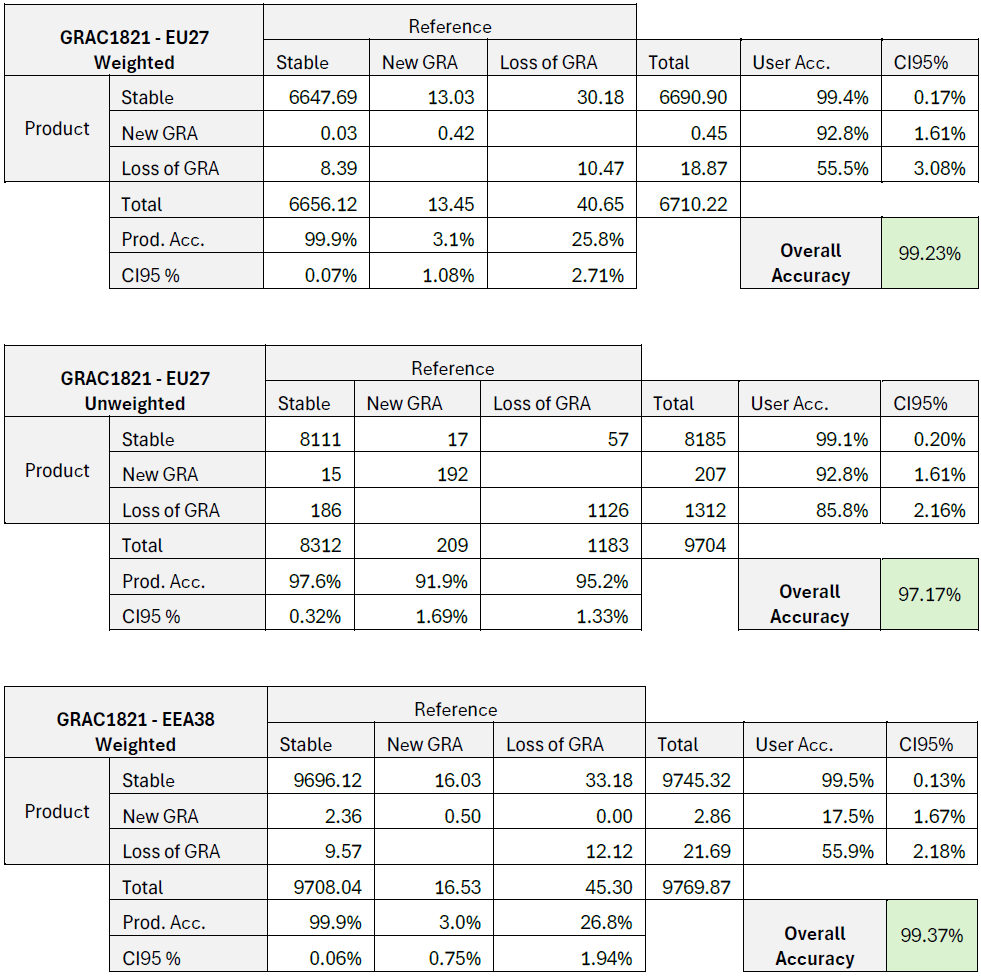 GRAC1821 - EU27
Weighted
Reference
Stable New GRA Loss of GRA Total User Acc. CI95%
Product
Stable 6647.69 13.03 30.18 6690.90 99.4% 0.17%
New GRA 0.03 0.42 0.45 92.8% 1.61%
Loss of GRA 8.39 10.47 18.87 55.5% 3.08%
Total 6656.12 13.45 40.65 6710.22
Prod. Acc. 99.9% 3.1% 25.8%
CI95 % 0.07% 1.08% 2.71%
Overall
Accuracy
99.23%
GRAC1821 - EU27
Unweighted
Reference
Stable New GRA Loss of GRA Total User Acc. CI95%
Product
Stable 8111 17 57 8185 99.1% 0.20%
New GRA 15 192 207 92.8% 1.61%
Loss of GRA 186 1126 1312 85.8% 2.16%
Total 8312 209 1183 9704
Prod. Acc. 97.6% 91.9% 95.2%
CI95 % 0.32% 1.69% 1.33%
Overall
Accuracy
97.17%
GRAC1821 - EEA38
Weighted
Reference
Stable New GRA Loss of GRA Total User Acc. CI95%
Product
Stable 9696.12 16.03 33.18 9745.32 99.5% 0.13%
New GRA 2.36 0.50 0.00 2.86 17.5% 1.67%
Loss of GRA 9.57 12.12 21.69 55.9% 2.18%
Total 9708.04 16.53 45.30 9769.87
Prod. Acc. 99.9% 3.0% 26.8%
CI95 % 0.06% 0.75% 1.94%
Overall
Accuracy
99.37%